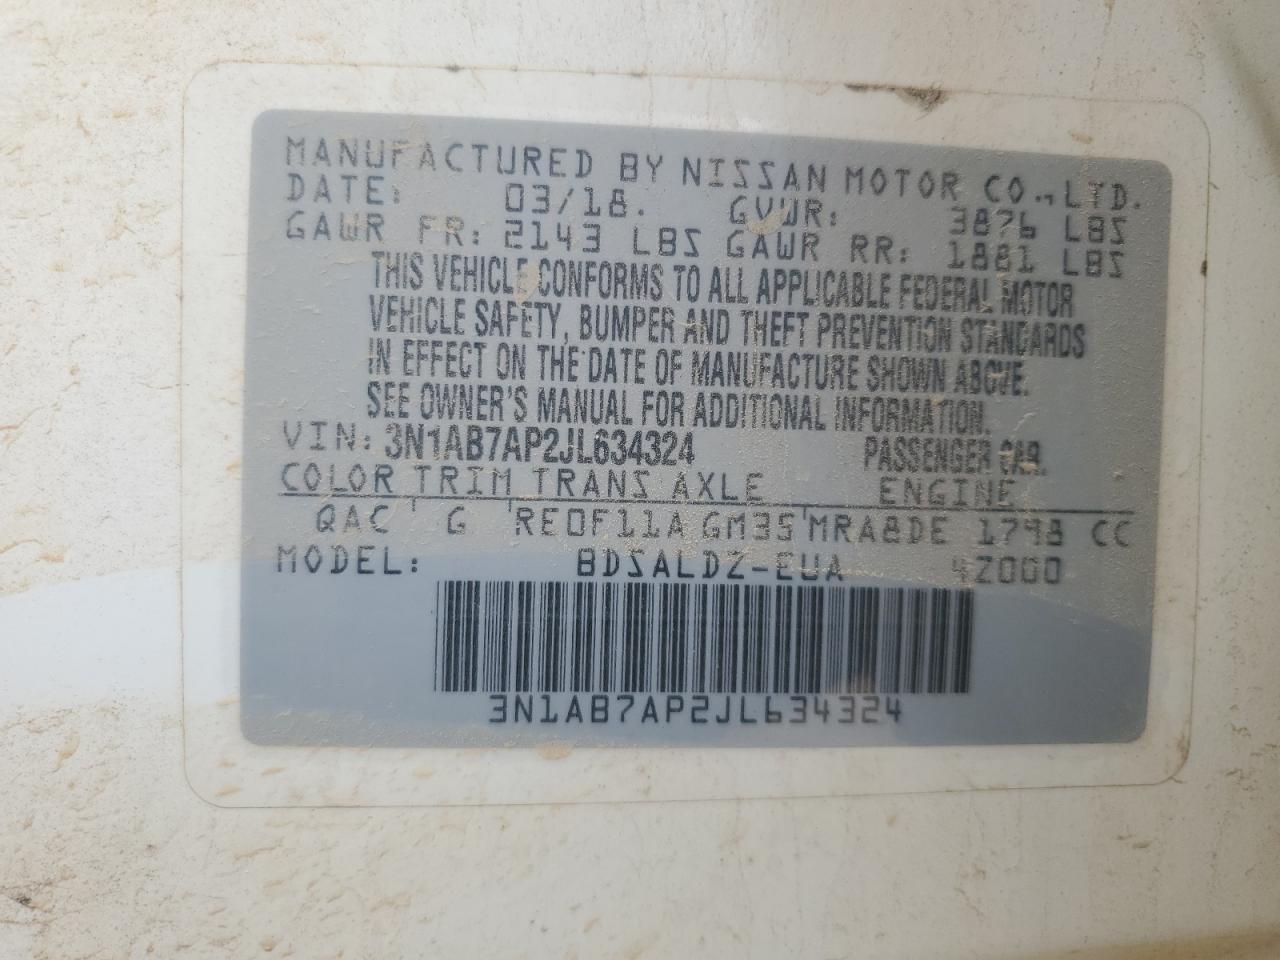 MANUFACTURED BY NISSAN MOTOR CO., LTD.
DATE: 03/18. GVWR: 3876 LBS
GAWR FR: 2143 LBS GAWR RR: 1881 LBS
THIS VEHICLE CONFORMS TO ALL APPLICABLE FEDERAL MOTOR
VEHICLE SAFETY, BUMPER AND THEFT PREVENTION STANDARDS
IN EFFECT ON THE DATE OF MANUFACTURE SHOWN ABOVE.
SEE OWNER'S MANUAL FOR ADDITIONAL INFORMATION.
VIN: 3N1AB7AP2JL634324 PASSENGER CAR.
COLOR TRIM TRANS AXLE ENGINE
QAC G RE0F11A GM35 MRA8DE 1798 CC
MODEL: BDSALDZ-EUA 4Z000
3N1AB7AP2JL634324